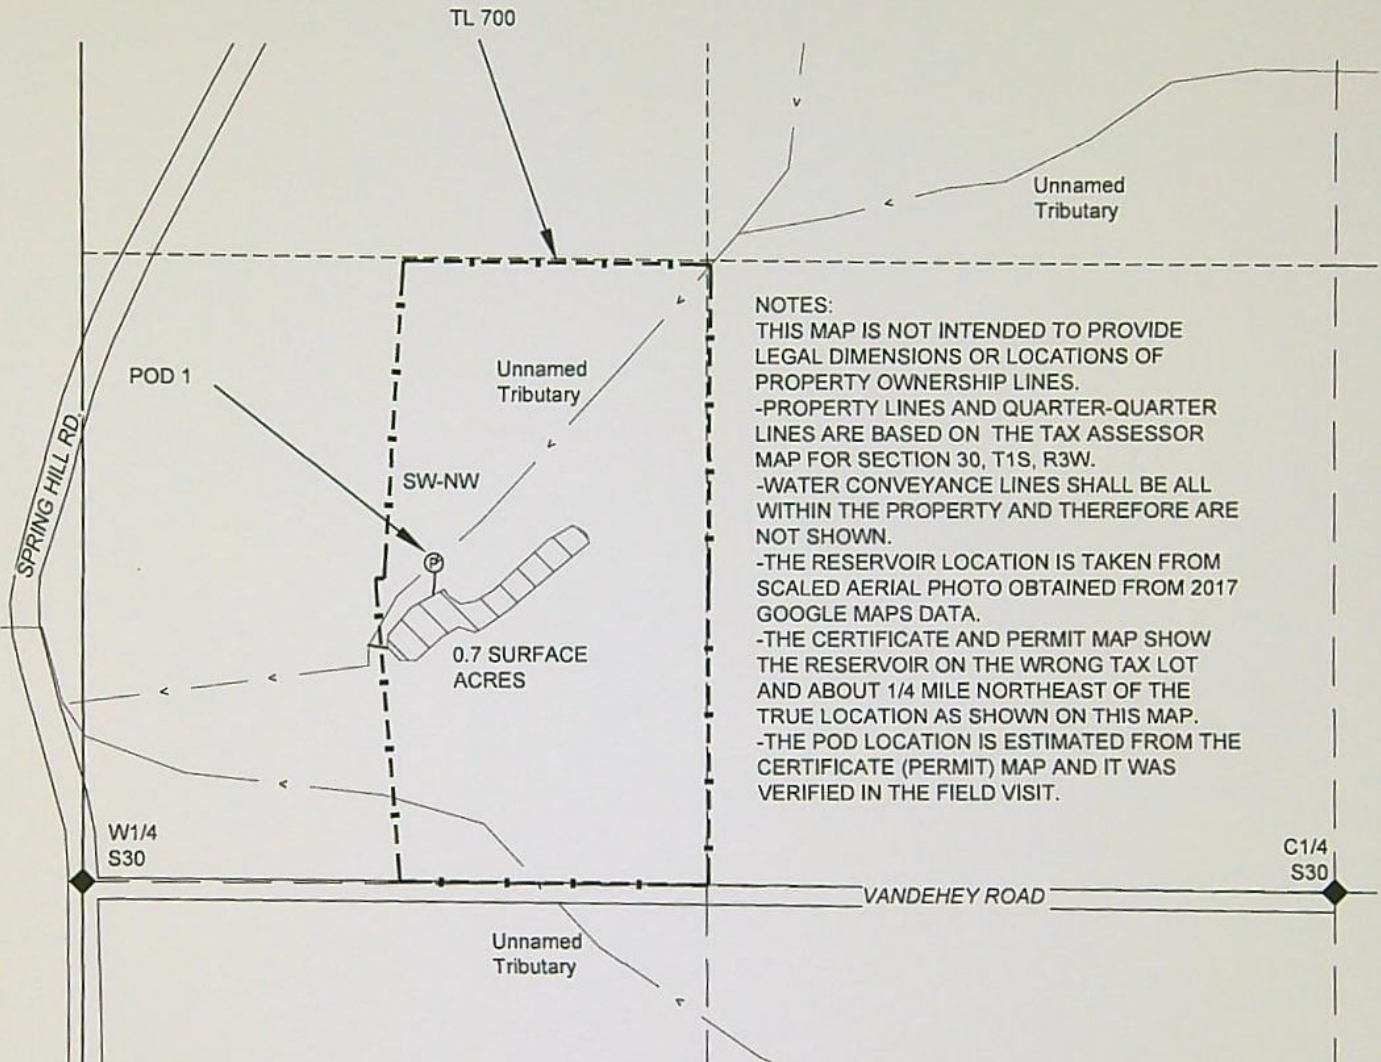 TL 700
Unnamed
Tributary
NOTES:
THIS MAP IS NOT INTENDED TO PROVIDE
LEGAL DIMENSIONS OR LOCATIONS OF
PROPERTY OWNERSHIP LINES.
-PROPERTY LINES AND QUARTER-QUARTER
LINES ARE BASED ON THE TAX ASSESSOR
MAP FOR SECTION 30, T1S, R3W.
-WATER CONVEYANCE LINES SHALL BE ALL
WITHIN THE PROPERTY AND THEREFORE ARE
NOT SHOWN.
-THE RESERVOIR LOCATION IS TAKEN FROM
SCALED AERIAL PHOTO OBTAINED FROM 2017
GOOGLE MAPS DATA.
-THE CERTIFICATE AND PERMIT MAP SHOW
THE RESERVOIR ON THE WRONG TAX LOT
AND ABOUT 1/4 MILE NORTHEAST OF THE
TRUE LOCATION AS SHOWN ON THIS MAP.
-THE POD LOCATION IS ESTIMATED FROM THE
CERTIFICATE (PERMIT) MAP AND IT WAS
VERIFIED IN THE FIELD VISIT.
POD 1
Unnamed
Tributary
SPRING HILL RD.
SW-NW
P
0.7 SURFACE
ACRES
W1/4
S30
C1/4
S30
VANDEHEY ROAD
Unnamed
Tributary